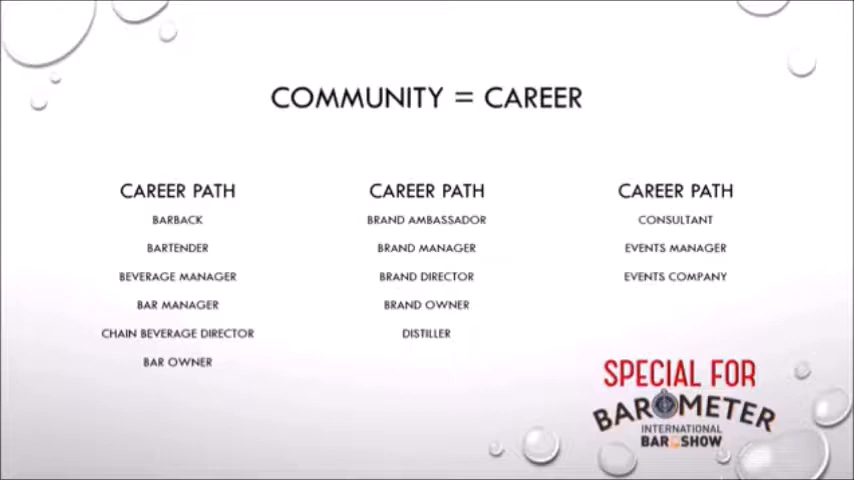 COMMUNITY = CAREER
CAREER PATH
BARBACK
BARTENDER
BEVERAGE MANAGER
BAR MANAGER
CHAIN BEVERAGE DIRECTOR
BAR OWNER
CAREER PATH
BRAND AMBASSADOR
BRAND MANAGER
BRAND DIRECTOR
BRAND OWNER
DISTILLER
CAREER PATH
CONSULTANT
EVENTS MANAGER
EVENTS COMPANY
SPECIAL FOR
BAROMETER
INTERNATIONAL
BAR SHOW